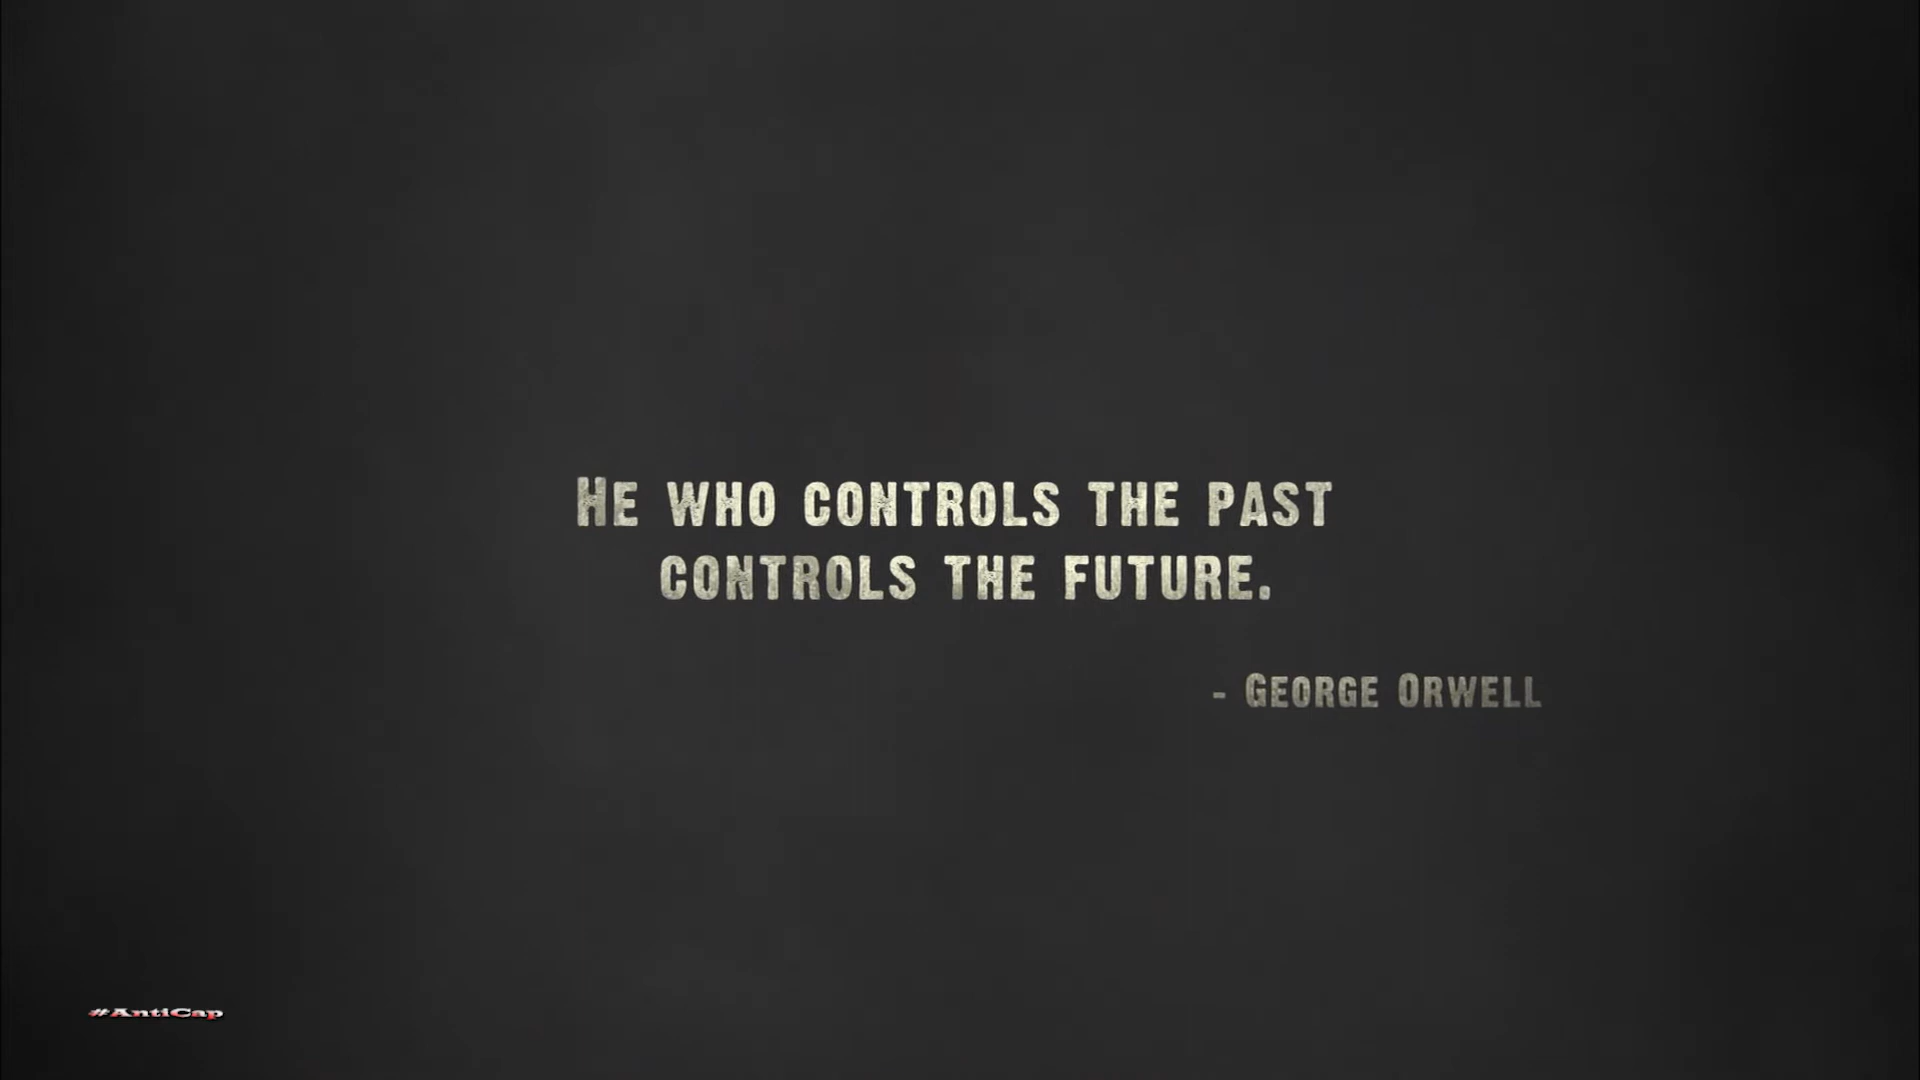 He who controls the past
controls the future.
- George Orwell
#AntiCap